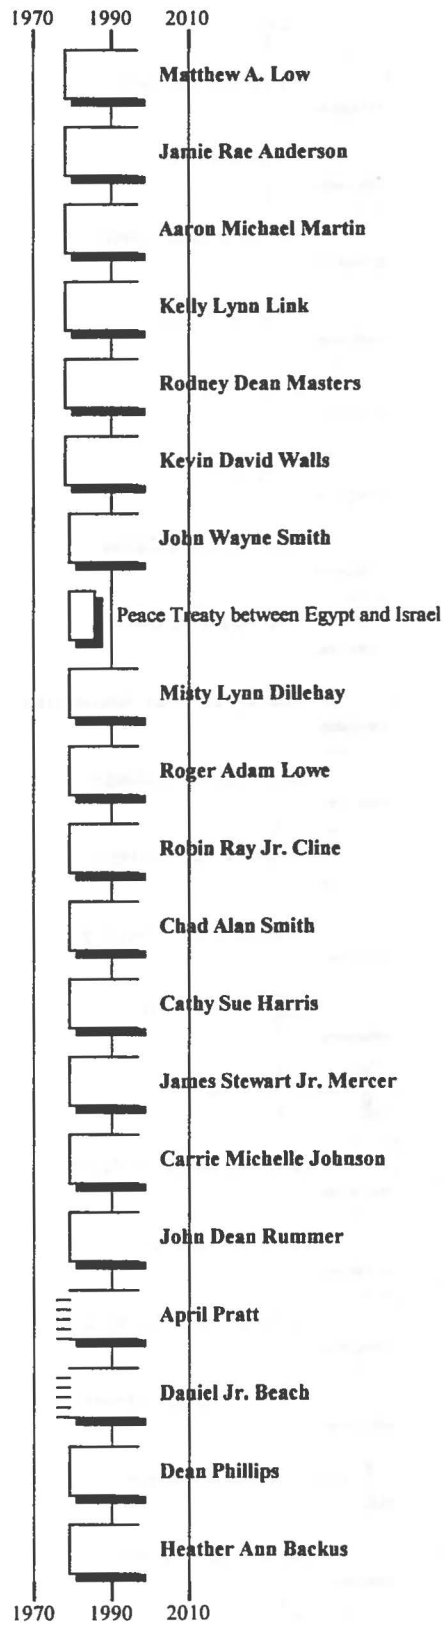 1970 1990 2010
Matthew A. Low
Jamie Rae Anderson
Aaron Michael Martin
Kelly Lynn Link
Rodney Dean Masters
Kevin David Walls
John Wayne Smith
Peace Treaty between Egypt and Israel
Misty Lynn Dillehay
Roger Adam Lowe
Robin Ray Jr. Cline
Chad Alan Smith
Cathy Sue Harris
James Stewart Jr. Mercer
Carrie Michelle Johnson
John Dean Rummer
April Pratt
Daniel Jr. Beach
Dean Phillips
Heather Ann Backus
1970 1990 2010